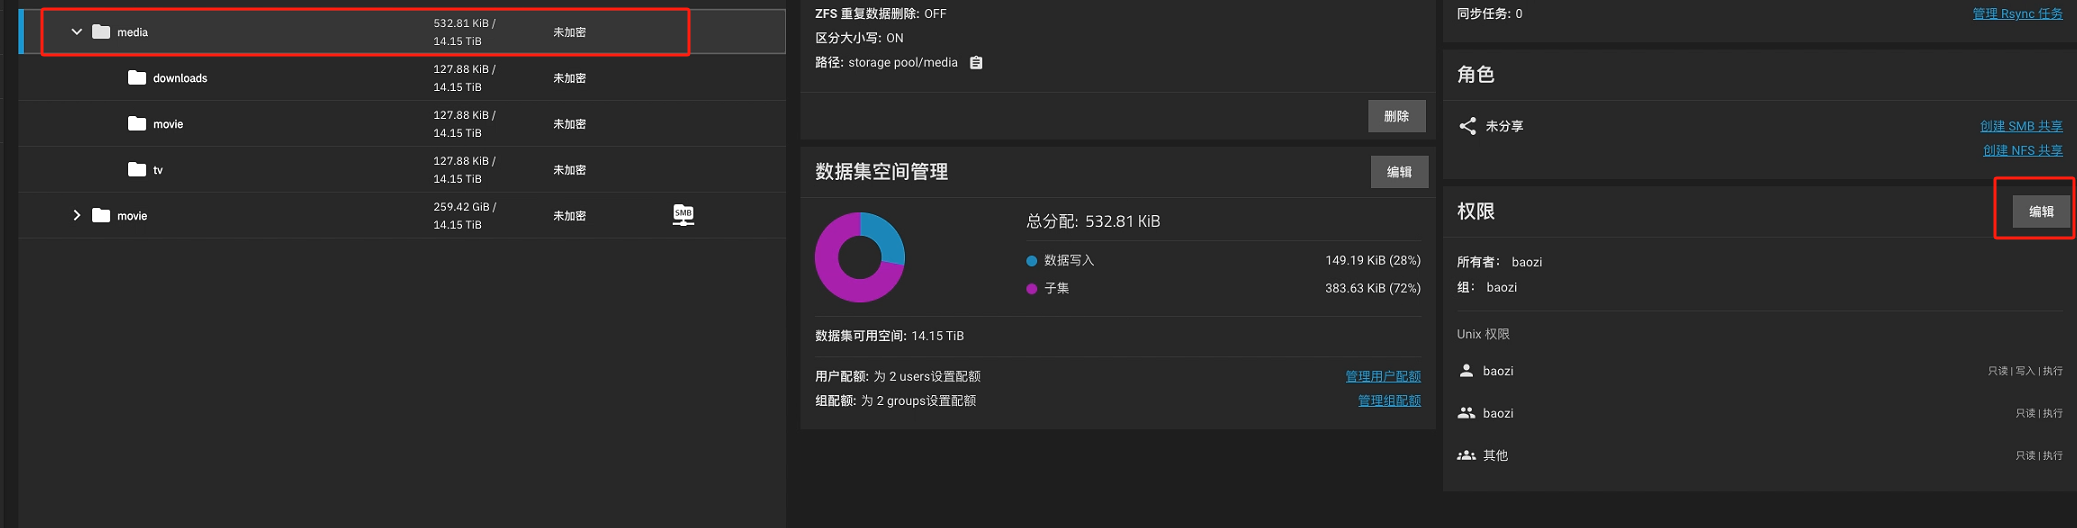 media
532.81 KiB /
14.15 TiB
未加密
downloads
127.88 KiB /
14.15 TiB
未加密
movie
127.88 KiB /
14.15 TiB
未加密
tv
127.88 KiB /
14.15 TiB
未加密
movie
259.42 GiB /
14.15 TiB
未加密
SMB
ZFS 重复数据删除: OFF
区分大小写: ON
路径: storage pool/media
删除
数据集空间管理
编辑
总分配: 532.81 KiB
数据写入 149.19 KiB (28%)
子集 383.63 KiB (72%)
数据集可用空间: 14.15 TiB
用户配额: 为 2 users设置配额 管理用户配额
组配额: 为 2 groups设置配额 管理组配额
同步任务: 0 管理 Rsync 任务
角色
未分享
创建 SMB 共享
创建 NFS 共享
权限
编辑
所有者: baozi
组: baozi
Unix 权限
baozi 只读 | 写入 | 执行
baozi 只读 | 执行
其他 只读 | 执行